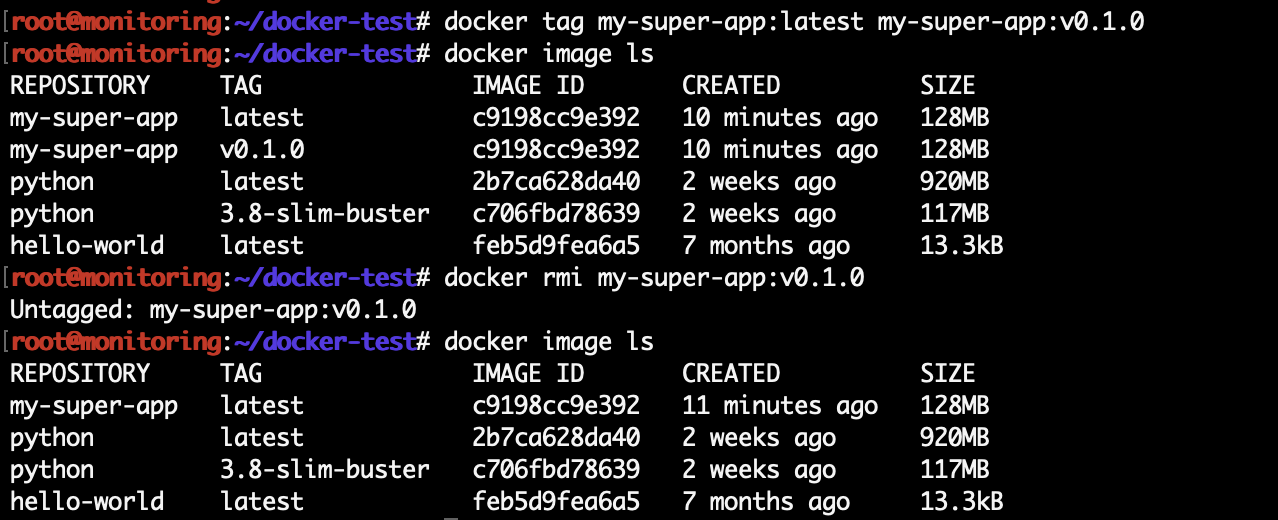 [root@monitoring:~/docker-test# docker tag my-super-app:latest my-super-app:v0.1.0
[root@monitoring:~/docker-test# docker image ls
REPOSITORY TAG IMAGE ID CREATED SIZE
my-super-app latest c9198cc9e392 10 minutes ago 128MB
my-super-app v0.1.0 c9198cc9e392 10 minutes ago 128MB
python latest 2b7ca628da40 2 weeks ago 920MB
python 3.8-slim-buster c706fbd78639 2 weeks ago 117MB
hello-world latest feb5d9fea6a5 7 months ago 13.3kB
[root@monitoring:~/docker-test# docker rmi my-super-app:v0.1.0
Untagged: my-super-app:v0.1.0
[root@monitoring:~/docker-test# docker image ls
REPOSITORY TAG IMAGE ID CREATED SIZE
my-super-app latest c9198cc9e392 11 minutes ago 128MB
python latest 2b7ca628da40 2 weeks ago 920MB
python 3.8-slim-buster c706fbd78639 2 weeks ago 117MB
hello-world latest feb5d9fea6a5 7 months ago 13.3kB